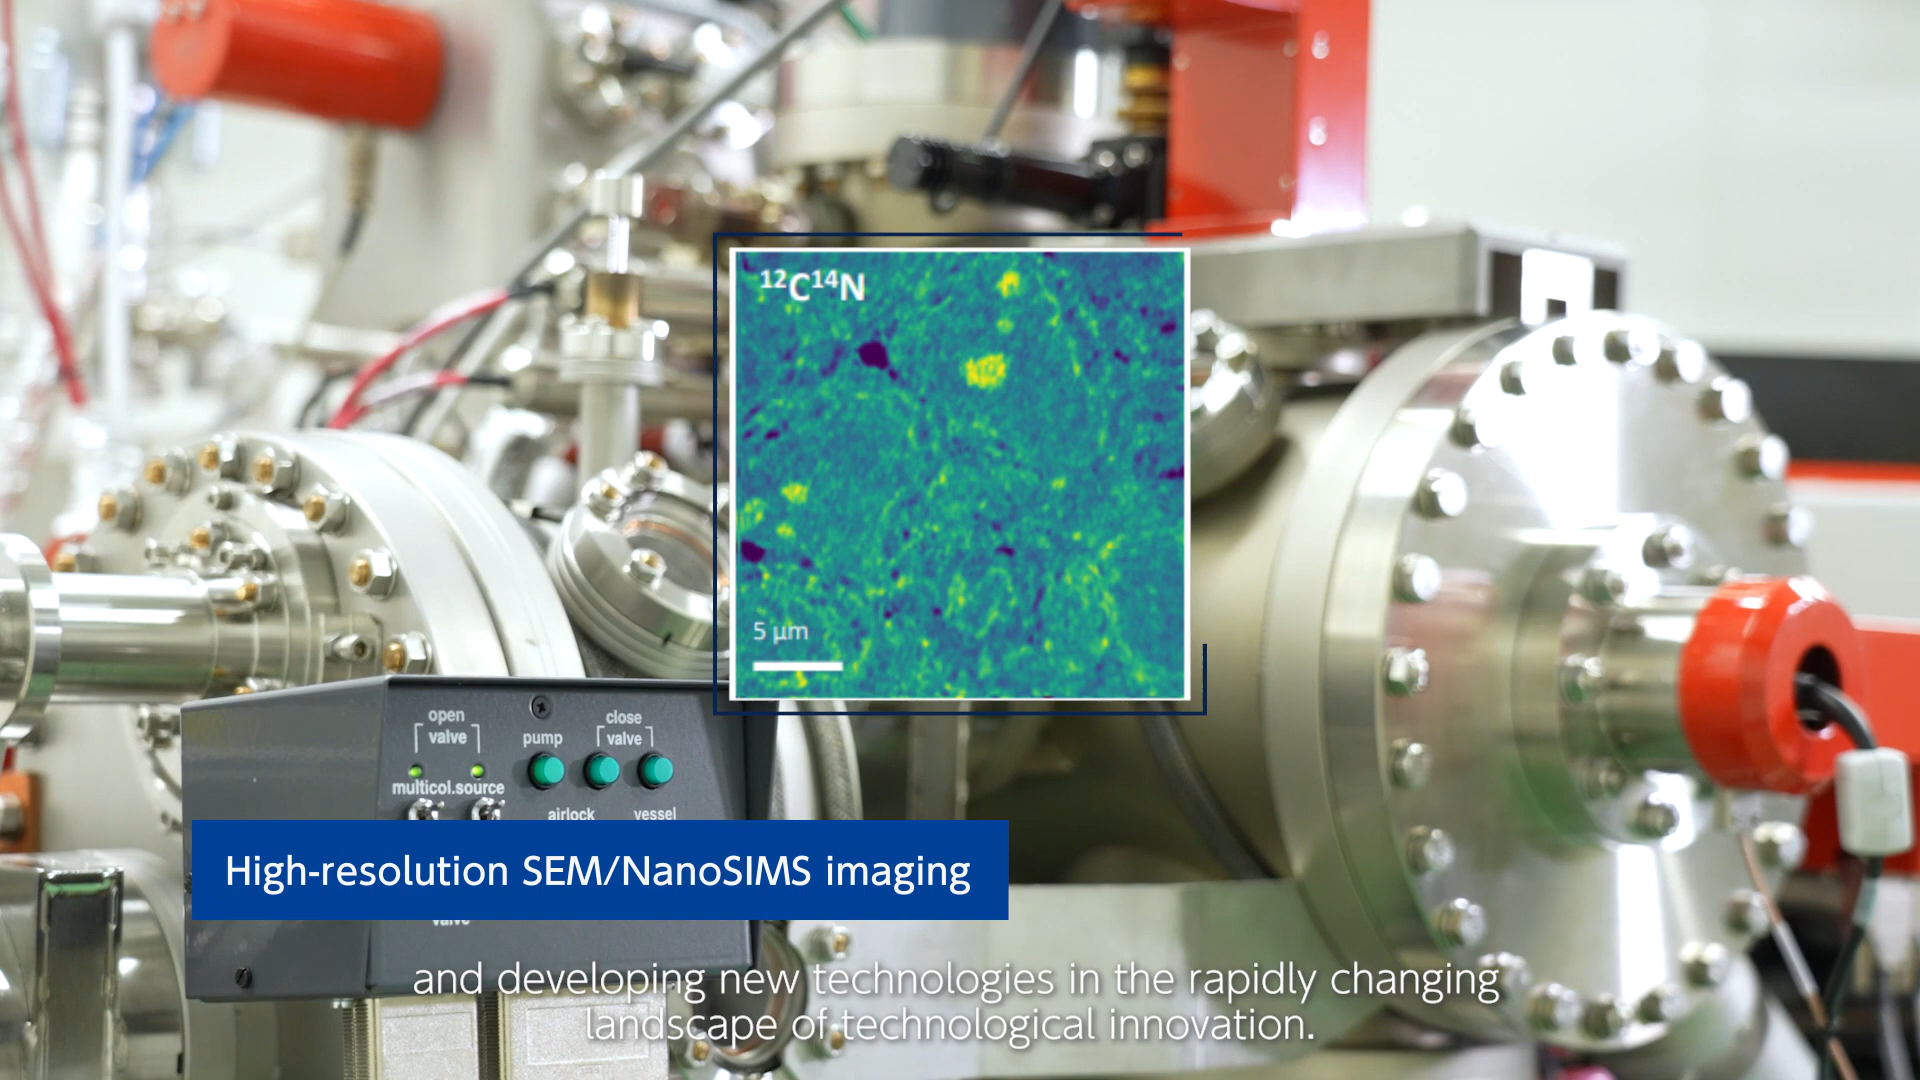 ¹²C¹⁴N
5 µm
open
valve
close
valve
pump
multicol.source
airlock
vessel
High-resolution SEM/NanoSIMS imaging
valve
and developing new technologies in the rapidly changing
landscape of technological innovation.